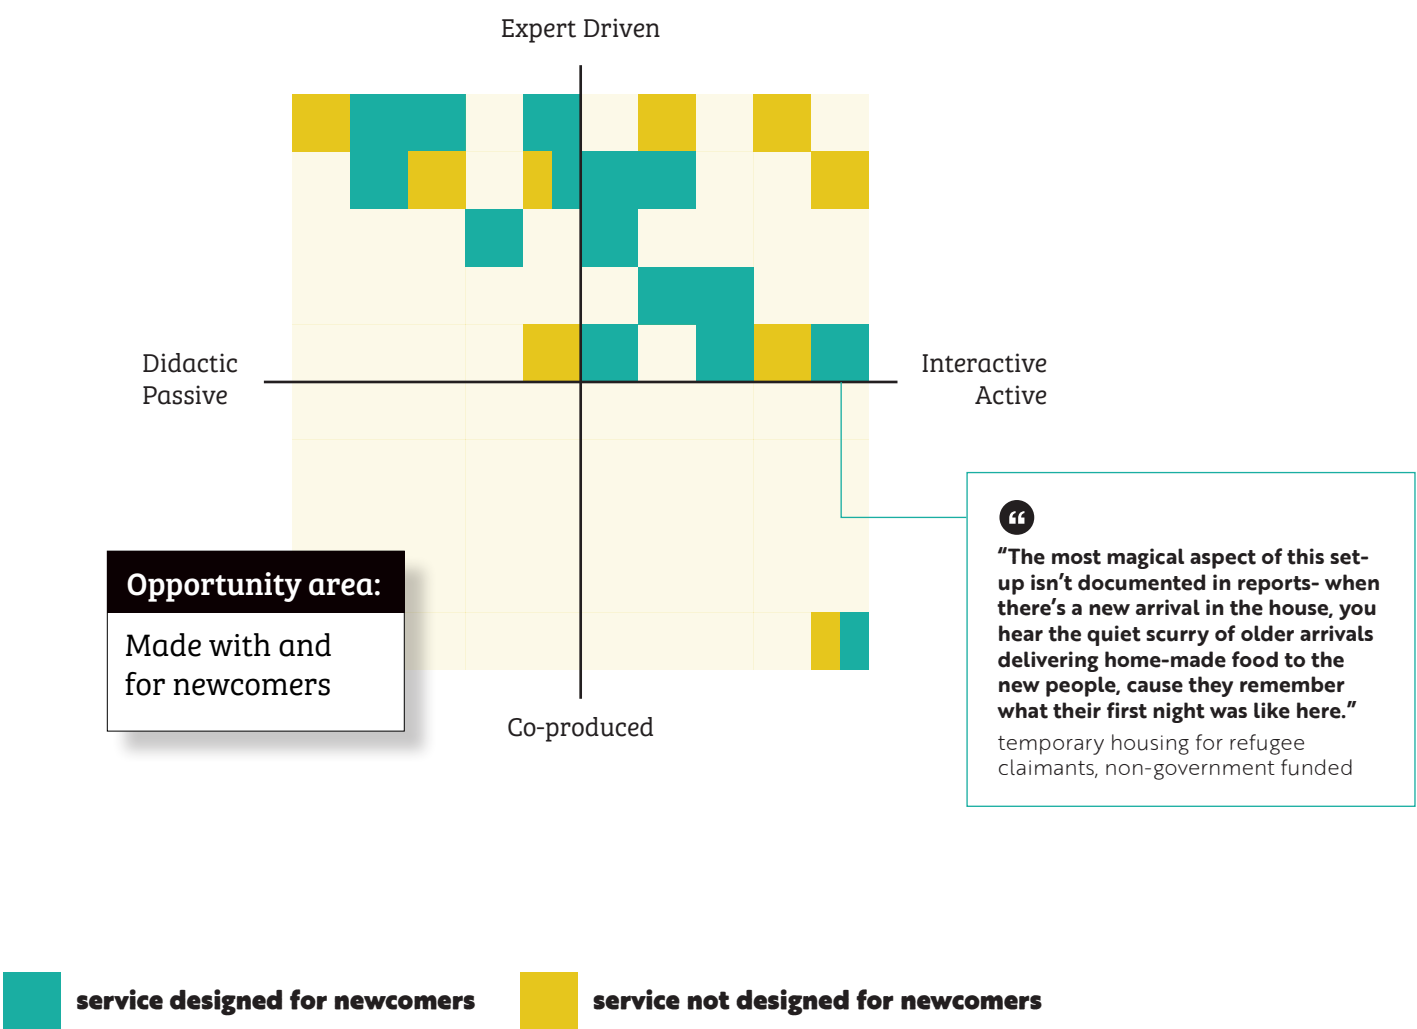 Expert Driven
Didactic
Passive
Interactive
Active
“The most magical aspect of this set-
up isn’t documented in reports- when
there’s a new arrival in the house, you
hear the quiet scurry of older arrivals
delivering home-made food to the
new people, cause they remember
what their first night was like here.”
temporary housing for refugee
claimants, non-government funded
Opportunity area:
Made with and
for newcomers
Co-produced
service designed for newcomers
service not designed for newcomers